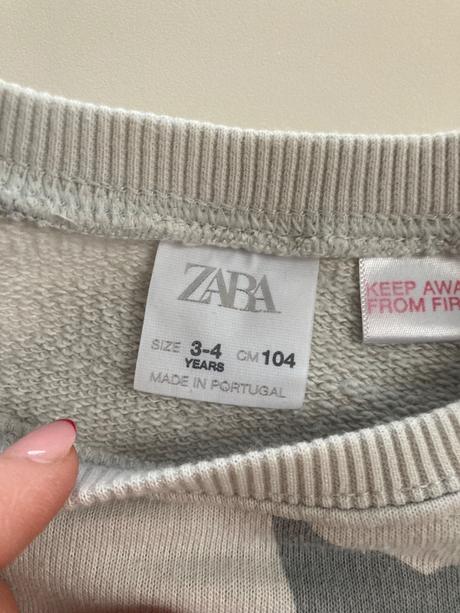 ZARA
SIZE 3-4 YEARS CM 104
MADE IN PORTUGAL
KEEP AWA
FROM FIR